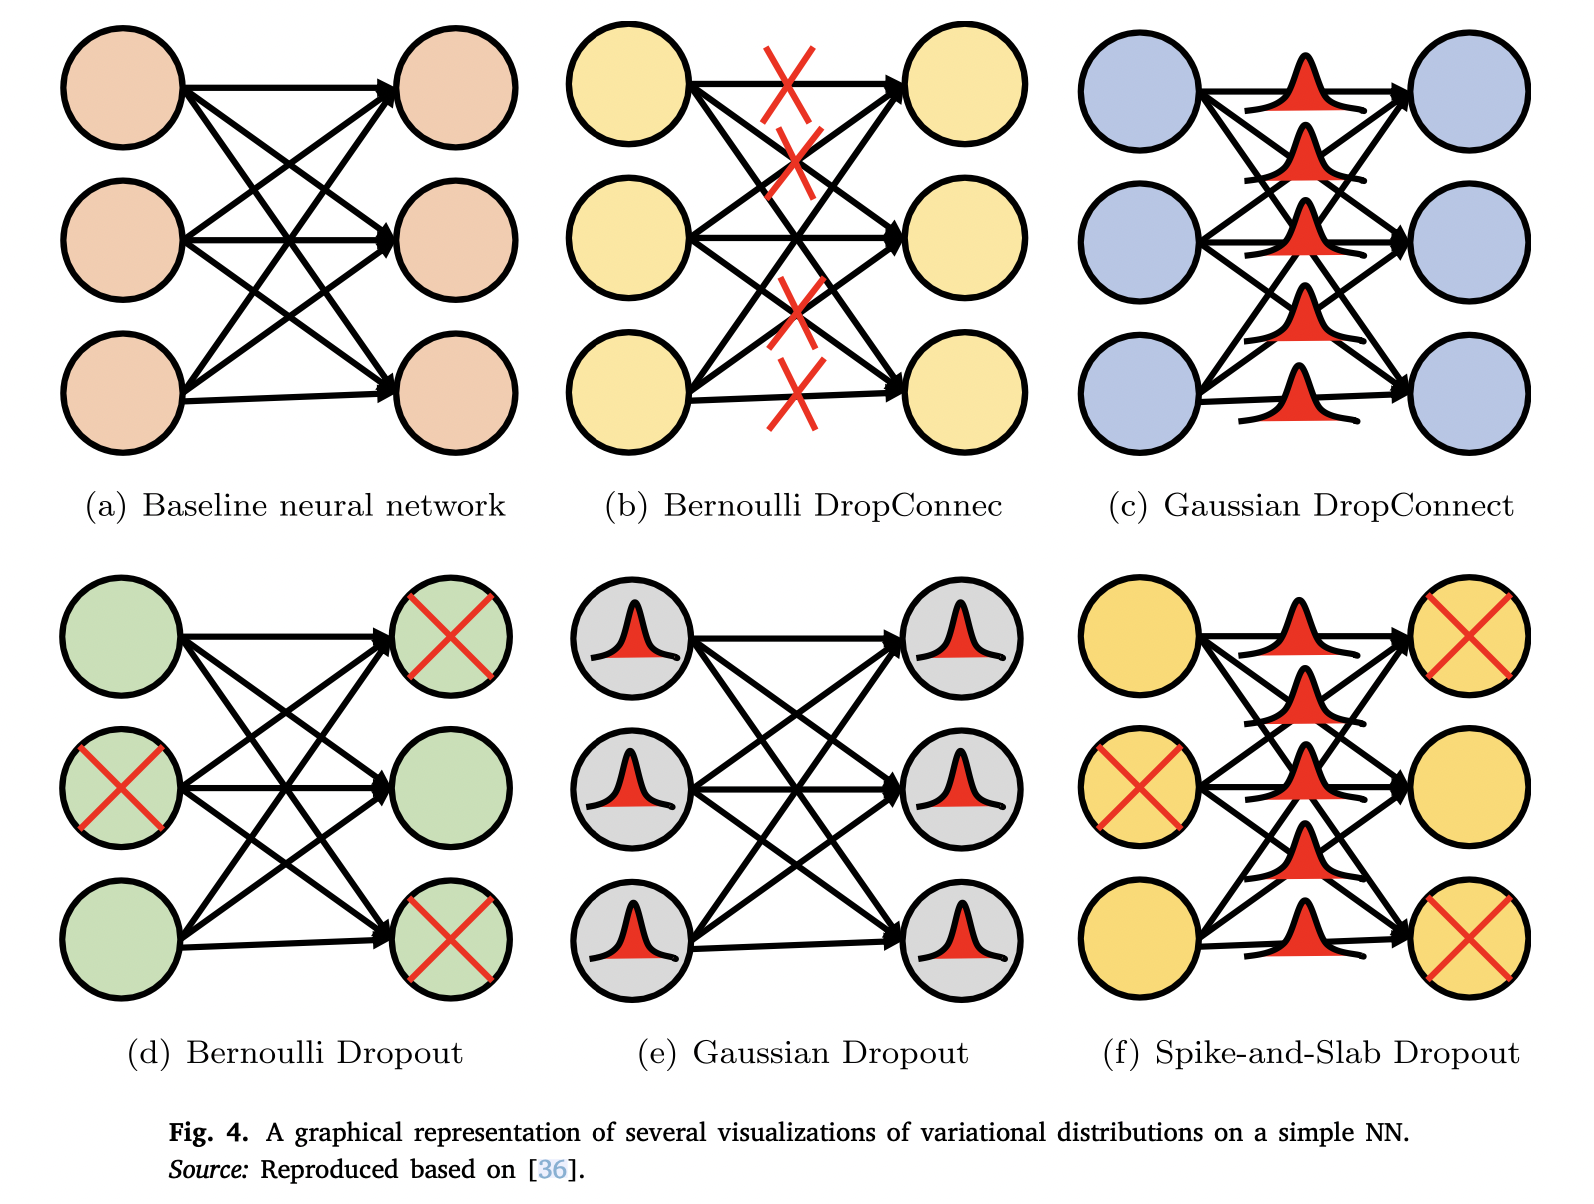 (a) Baseline neural network
(b) Bernoulli DropConnec
(c) Gaussian DropConnect
(d) Bernoulli Dropout
(e) Gaussian Dropout
(f) Spike-and-Slab Dropout
Fig. 4. A graphical representation of several visualizations of variational distributions on a simple NN.
Source: Reproduced based on [36].